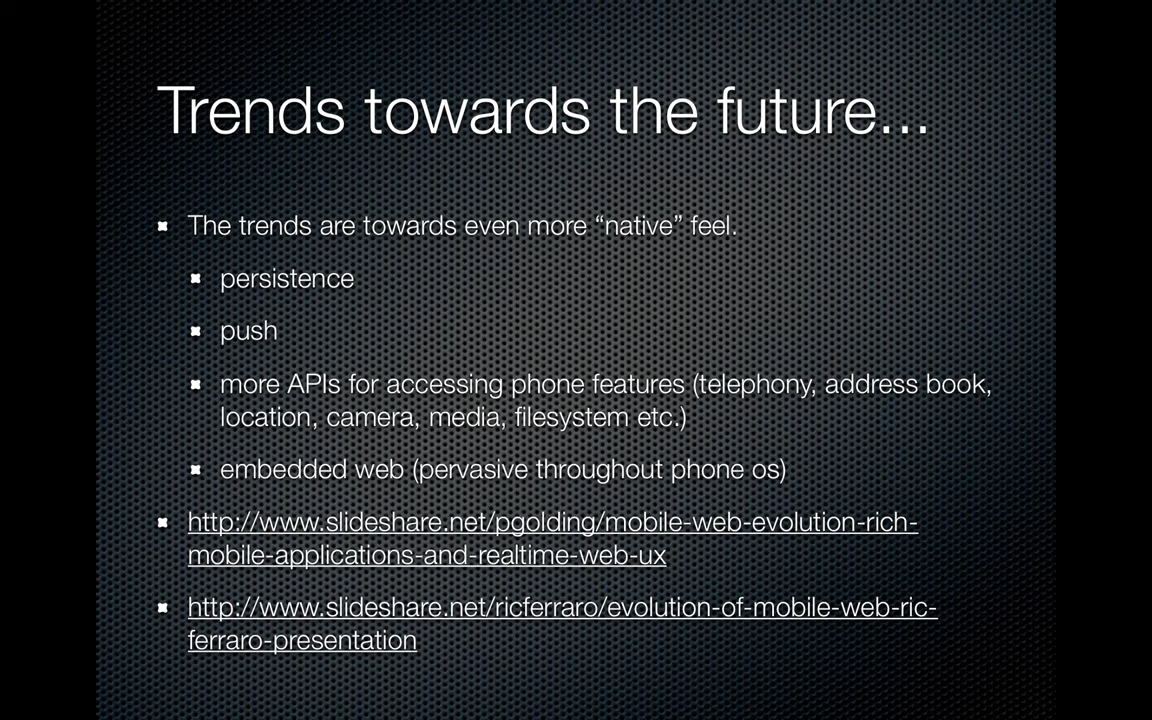 Trends towards the future...
The trends are towards even more “native” feel.
persistence
push
more APIs for accessing phone features (telephony, address book,
location, camera, media, filesystem etc.)
embedded web (pervasive throughout phone os)
http://www.slideshare.net/pgolding/mobile-web-evolution-rich-
mobile-applications-and-realtime-web-ux
http://www.slideshare.net/ricferraro/evolution-of-mobile-web-ric-
ferraro-presentation